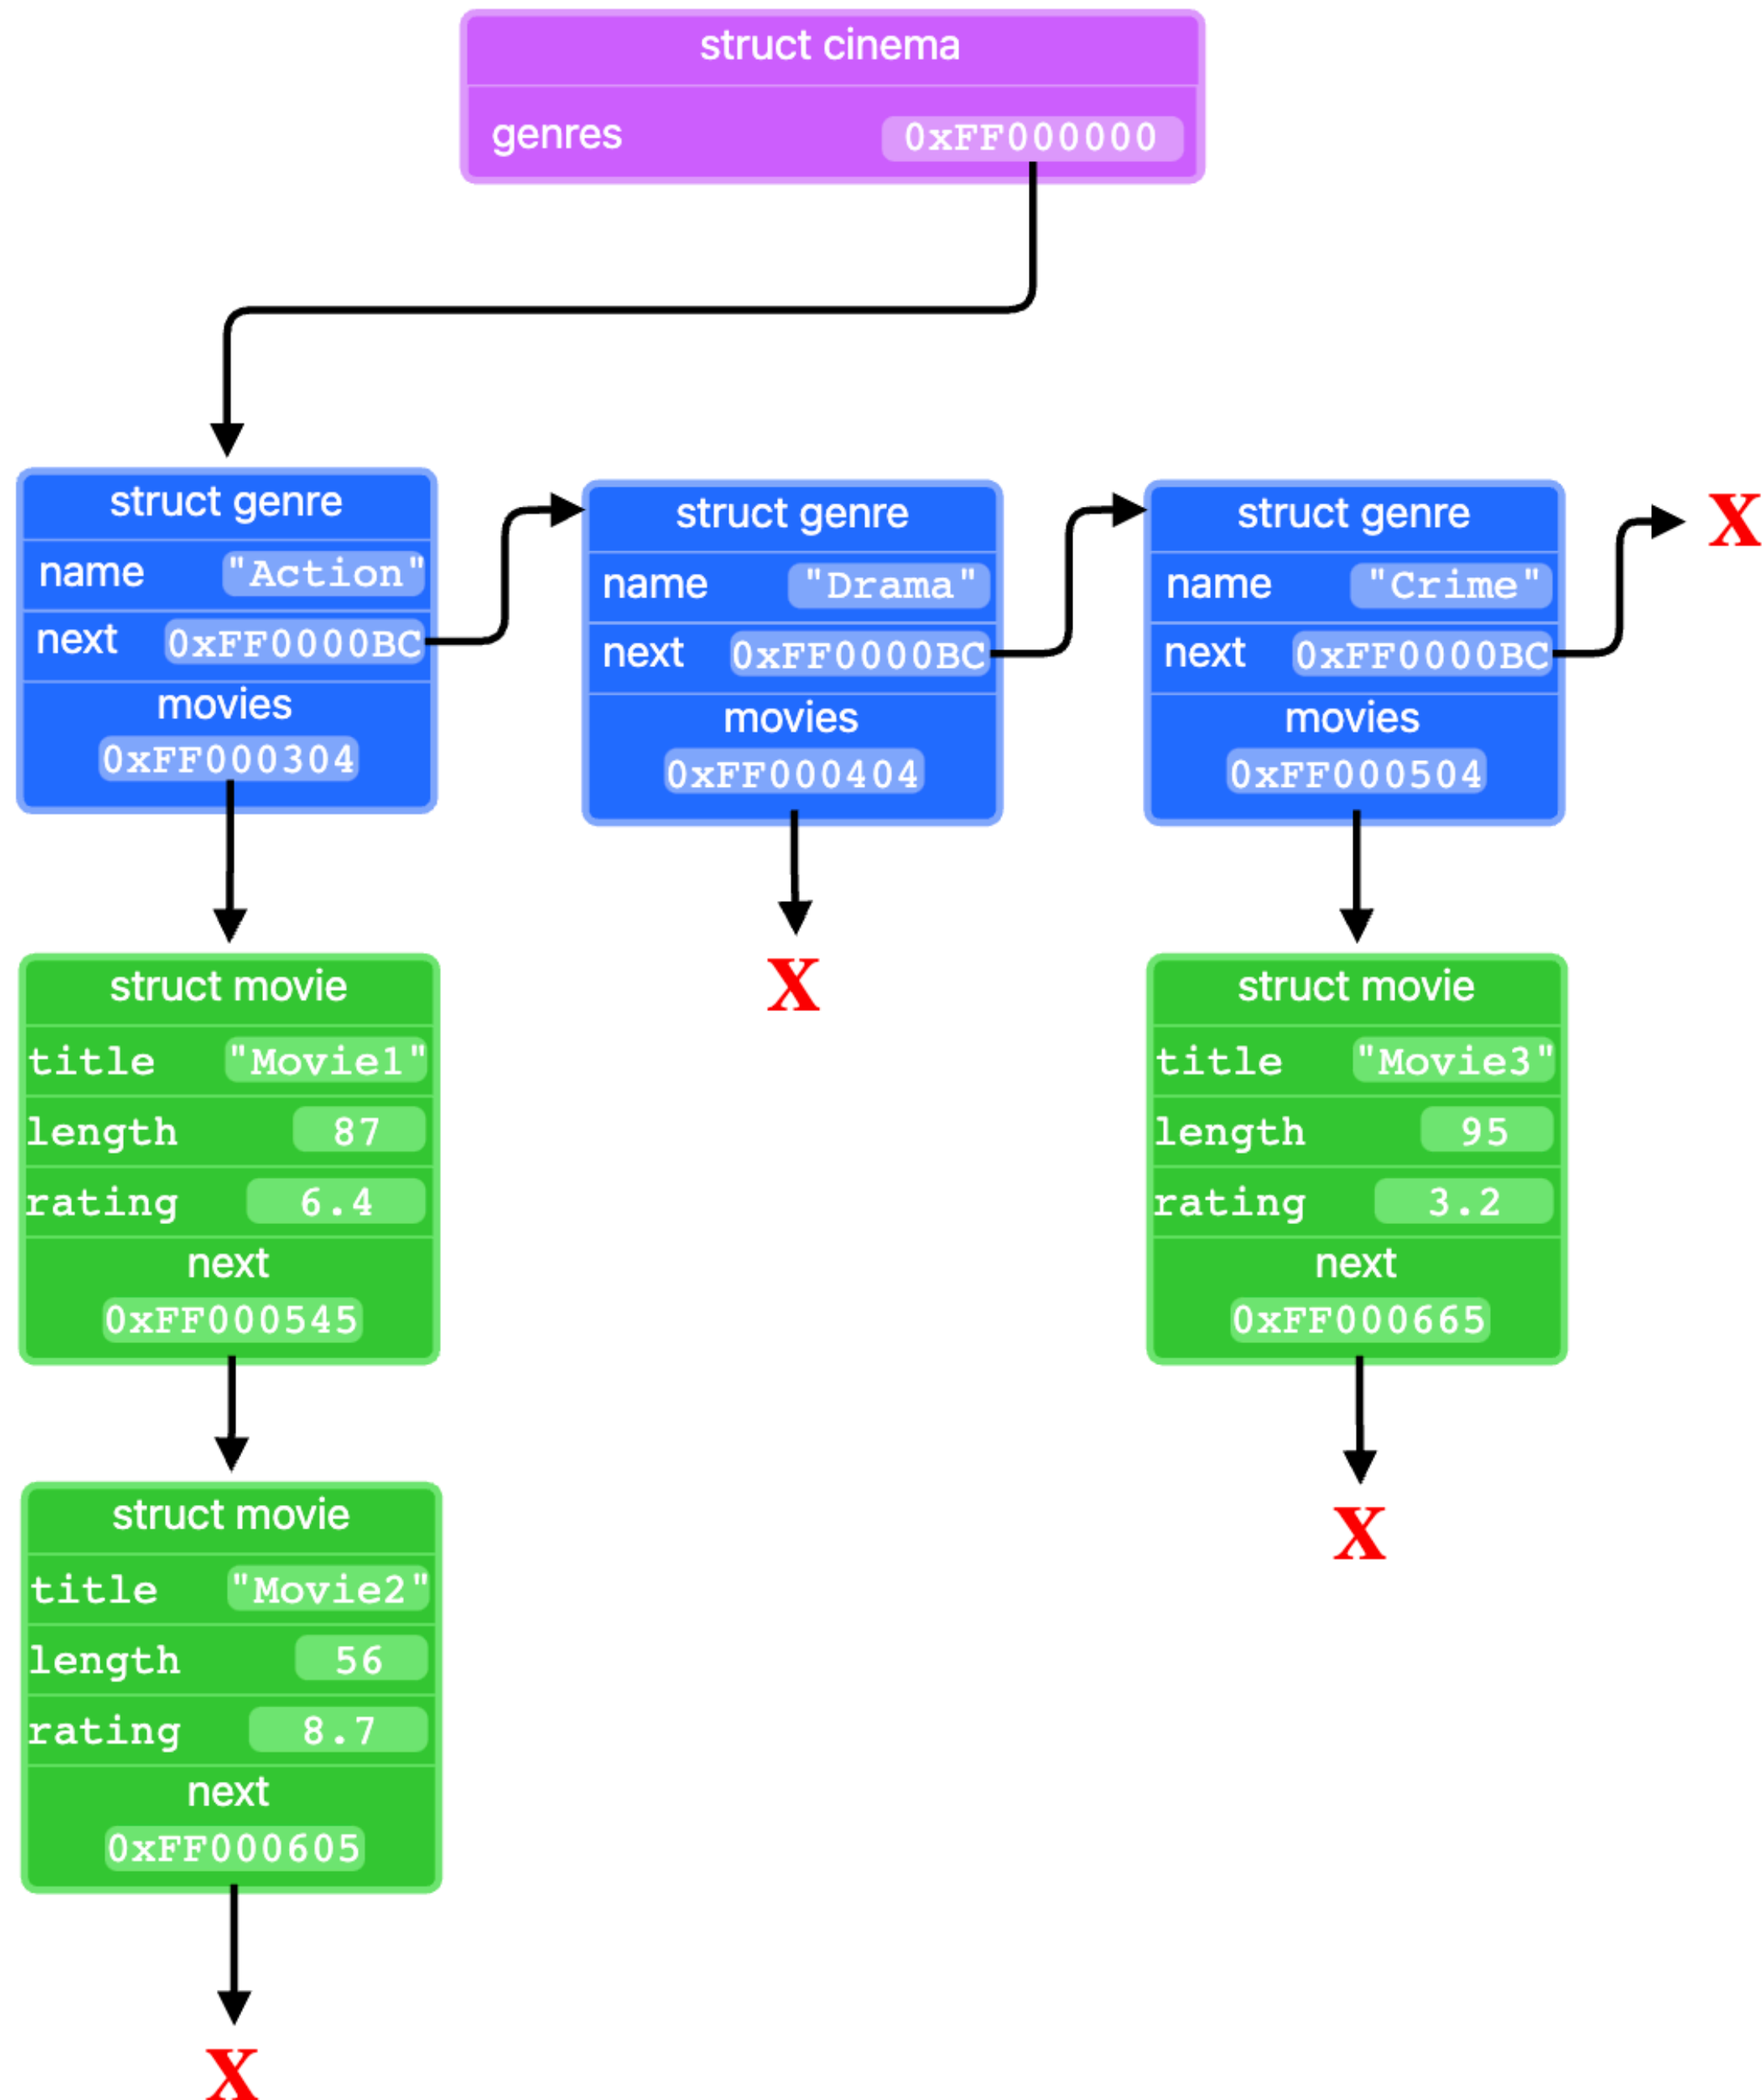 struct cinema
genres 0xFF000000
struct genre
name "Action"
next 0xFF0000BC
movies
0xFF000304
struct genre
name "Drama"
next 0xFF0000BC
movies
0xFF000404
struct genre
name "Crime"
next 0xFF0000BC
movies
0xFF000504
X
struct movie
title "Movie1"
length 87
rating 6.4
next
0xFF000545
X
struct movie
title "Movie3"
length 95
rating 3.2
next
0xFF000665
X
struct movie
title "Movie2"
length 56
rating 8.7
next
0xFF000605
X